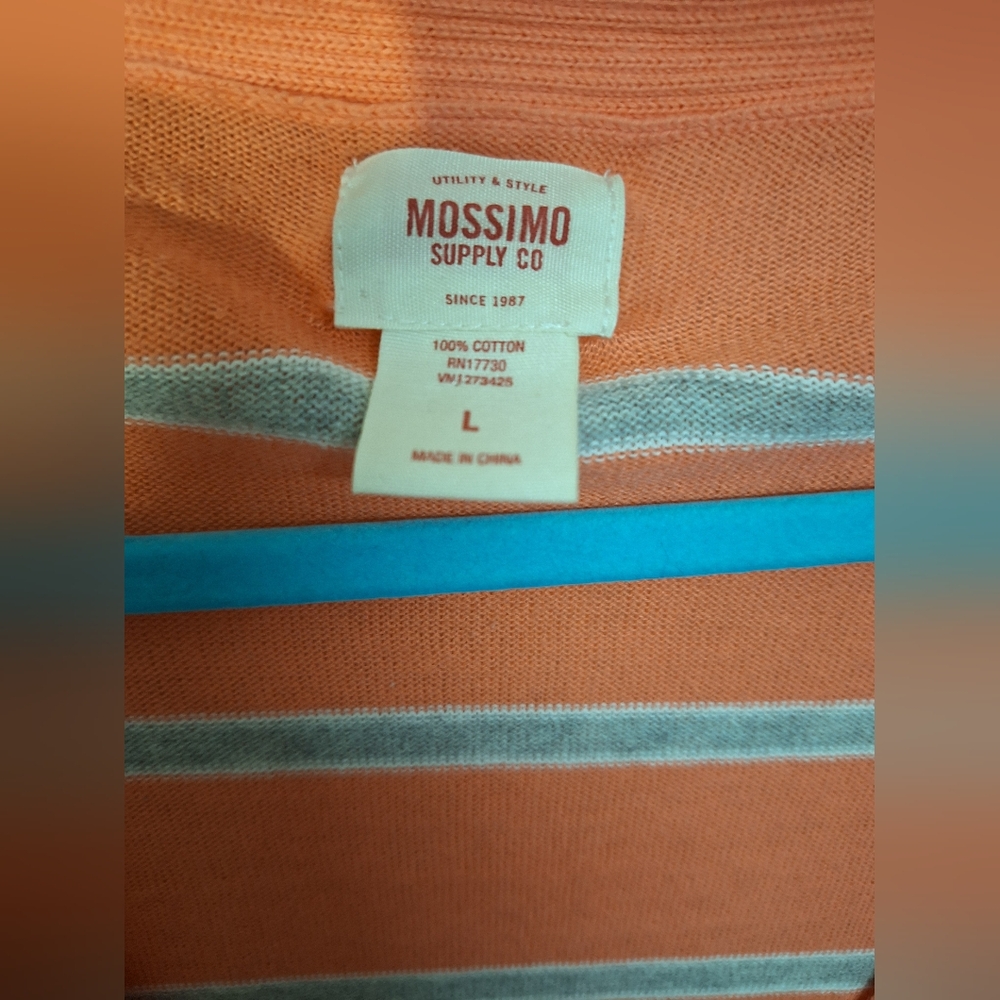 UTILITY & STYLE
MOSSIMO
SUPPLY CO
SINCE 1987
100% COTTON
RN17730
L
MADE IN CHINA